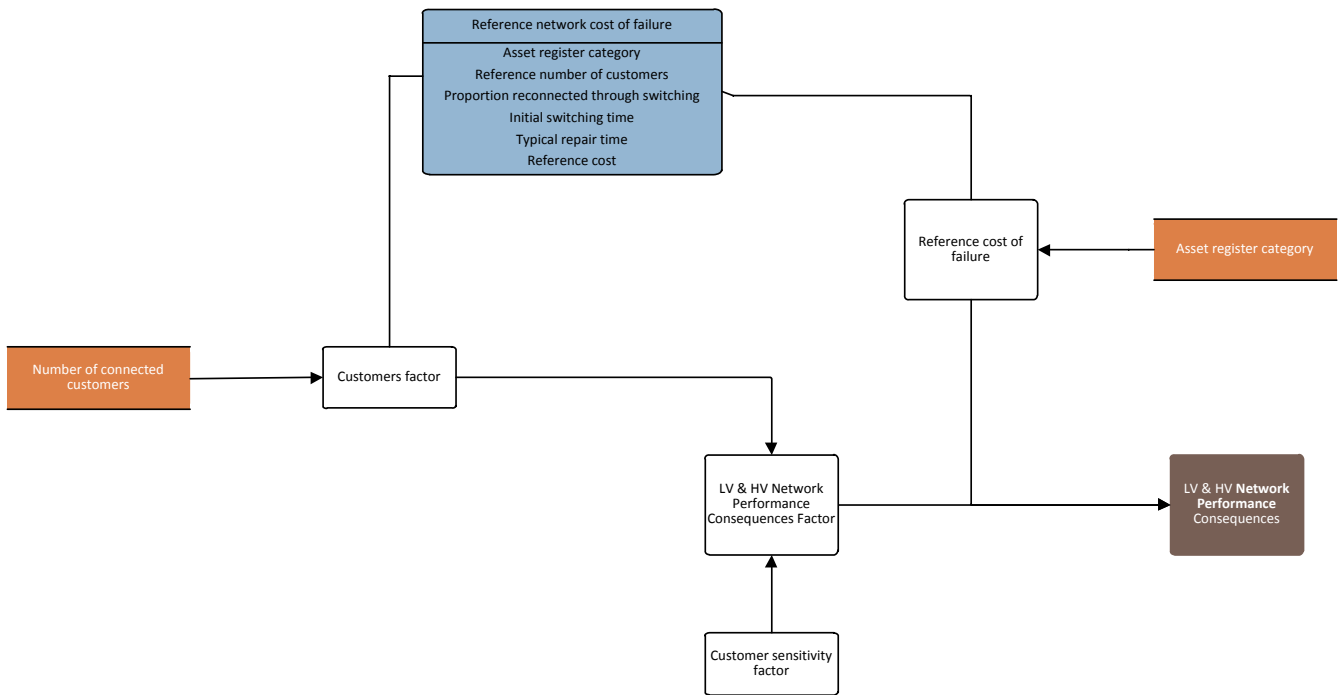 Reference network cost of failure
Asset register category
Reference number of customers
Proportion reconnected through switching
Initial switching time
Typical repair time
Reference cost
Reference cost of
failure
Asset register category
Number of connected
customers
Customers factor
LV & HV Network
Performance
Consequences Factor
LV & HV Network
Performance
Consequences
Customer sensitivity
factor